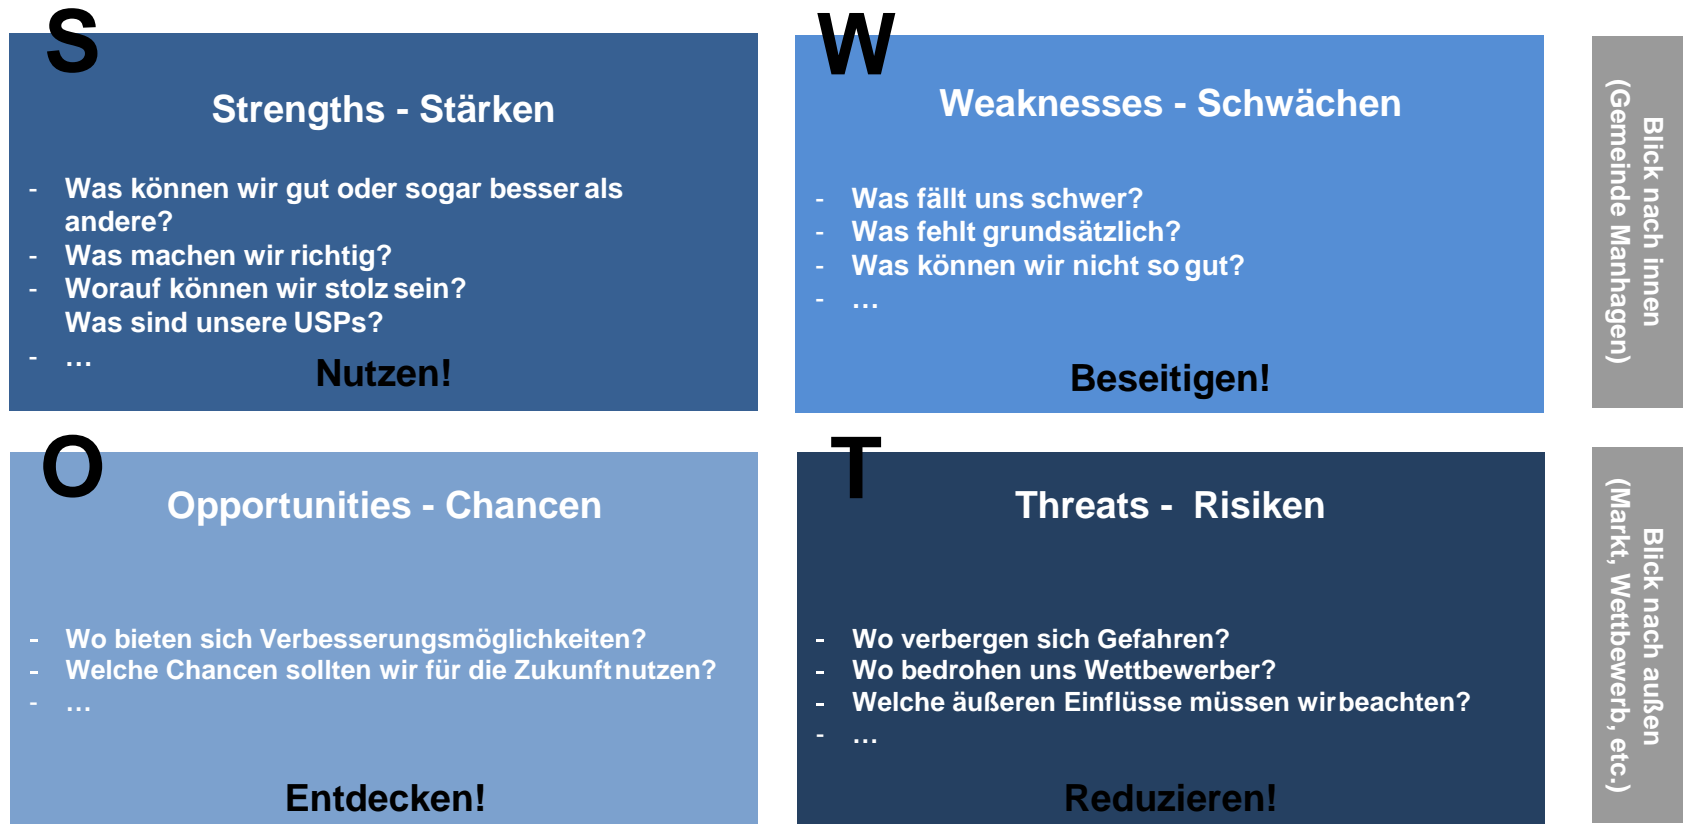 S
Strengths - Stärken
- Was können wir gut oder sogar besser als
andere?
- Was machen wir richtig?
- Worauf können wir stolz sein?
Was sind unsere USPs?
- …
Nutzen!
W
Weaknesses - Schwächen
- Was fällt uns schwer?
- Was fehlt grundsätzlich?
- Was können wir nicht so gut?
- …
Beseitigen!
Blick nach innen
(Gemeinde Manhagen)
O
Opportunities - Chancen
- Wo bieten sich Verbesserungsmöglichkeiten?
- Welche Chancen sollten wir für die Zukunft nutzen?
- …
Entdecken!
T
Threats - Risiken
- Wo verbergen sich Gefahren?
- Wo bedrohen uns Wettbewerber?
- Welche äußeren Einflüsse müssen wir beachten?
- …
Reduzieren!
Blick nach außen
(Markt, Wettbewerb, etc.)